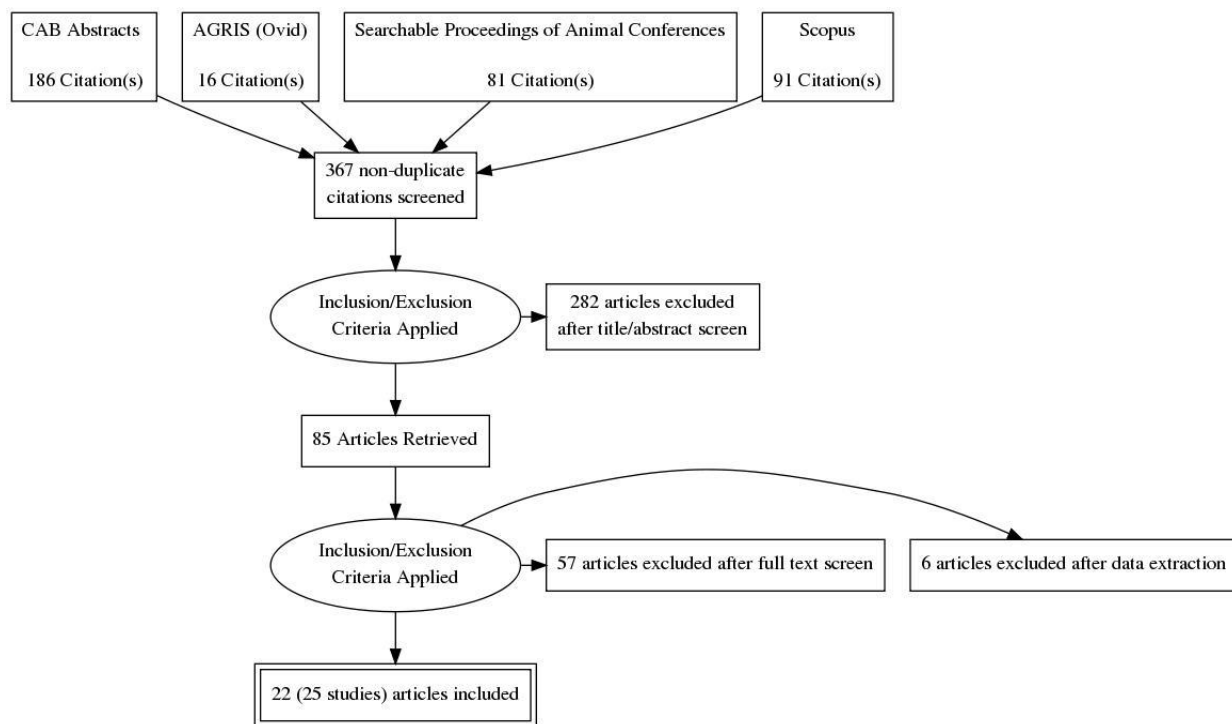 CAB Abstracts
186 Citation(s)
AGRIS (Ovid)
16 Citation(s)
Searchable Proceedings of Animal Conferences
81 Citation(s)
Scopus
91 Citation(s)
367 non-duplicate
citations screened
Inclusion/Exclusion
Criteria Applied
282 articles excluded
after title/abstract screen
85 Articles Retrieved
Inclusion/Exclusion
Criteria Applied
57 articles excluded after full text screen
6 articles excluded after data extraction
22 (25 studies) articles included